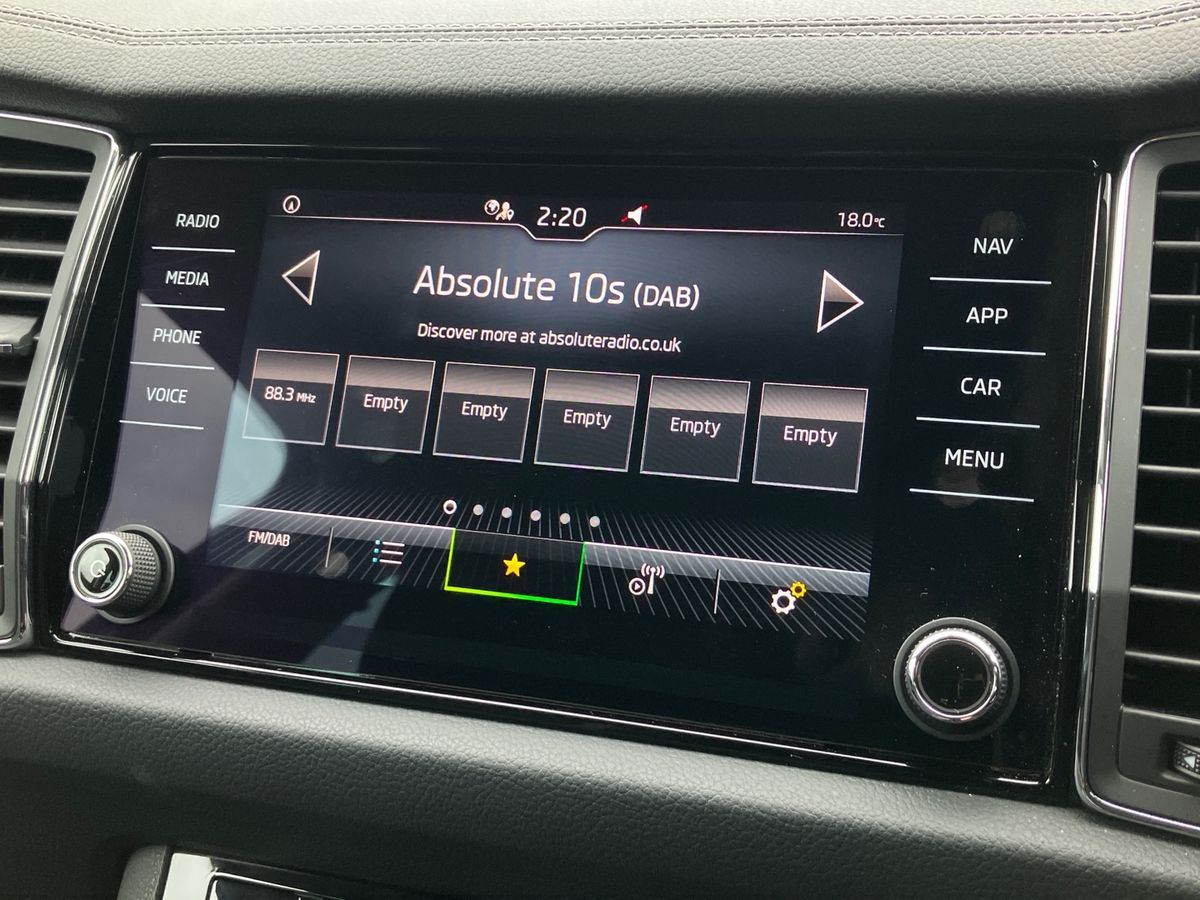 2:20
18.0°C
RADIO
MEDIA
PHONE
VOICE
Absolute 10s (DAB)
Discover more at absoluteradio.co.uk
88.3 MHz
Empty
Empty
Empty
Empty
Empty
FM/DAB
NAV
APP
CAR
MENU